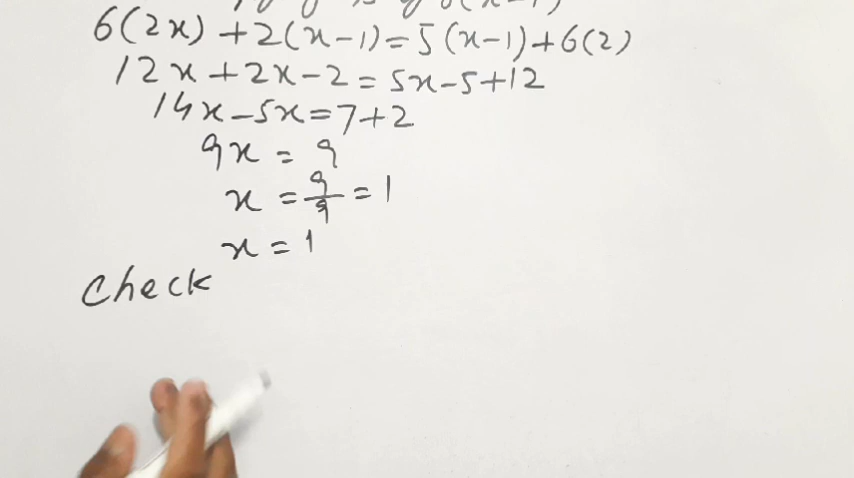 6(2x)+2(x-1)=5(x-1)+6(2)
12x+2x-2=5x-5+12
14x-5x=7+2
9x=9
x=9/9=1
x=1
Check